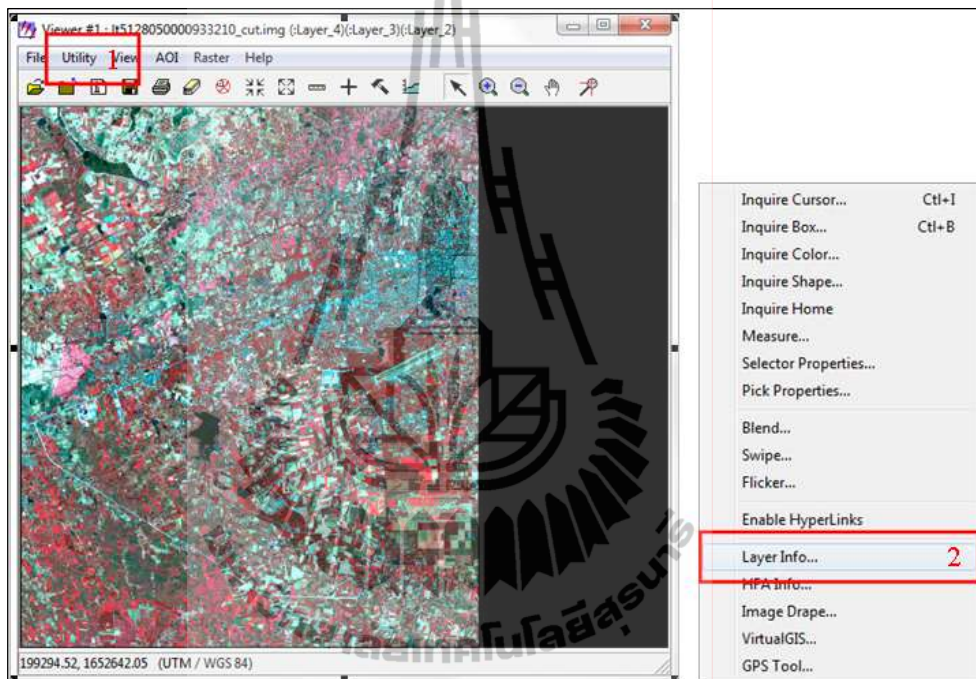 Viewer #1 : lt5128050000933210_cut.img (:Layer_4)(:Layer_3)(:Layer_2)
File Utility View AOI Raster Help
1
199294.52, 1652642.05 (UTM / WGS 84)
Inquire Cursor... Ctl+I
Inquire Box... Ctl+B
Inquire Color...
Inquire Shape...
Inquire Home
Measure...
Selector Properties...
Pick Properties...
Blend...
Swipe...
Flicker...
Enable HyperLinks
Layer Info... 2
HFA Info...
Image Drape...
VirtualGIS...
GPS Tool...